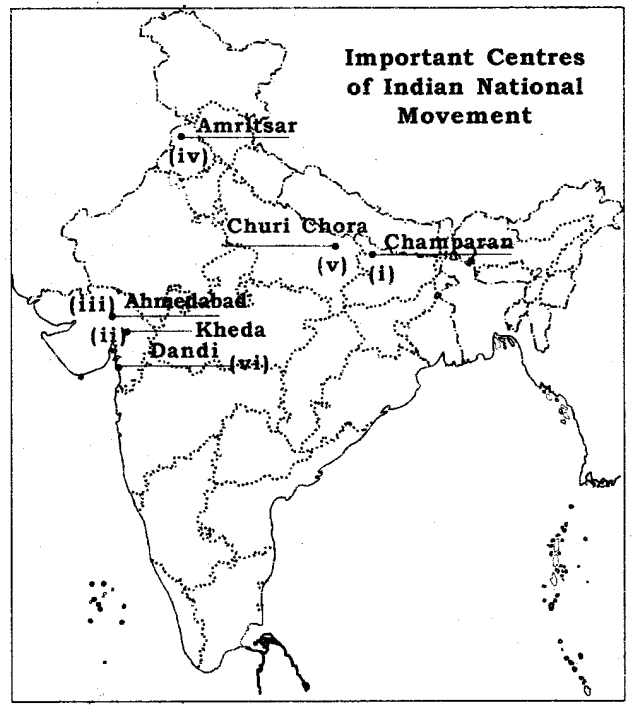 Important Centres
of Indian National
Movement
Amritsar
(iv)
Churi Chora
(v)
Champaran
(i)
(iii) Ahmedabad
(ii) Kheda
Dandi (vi)